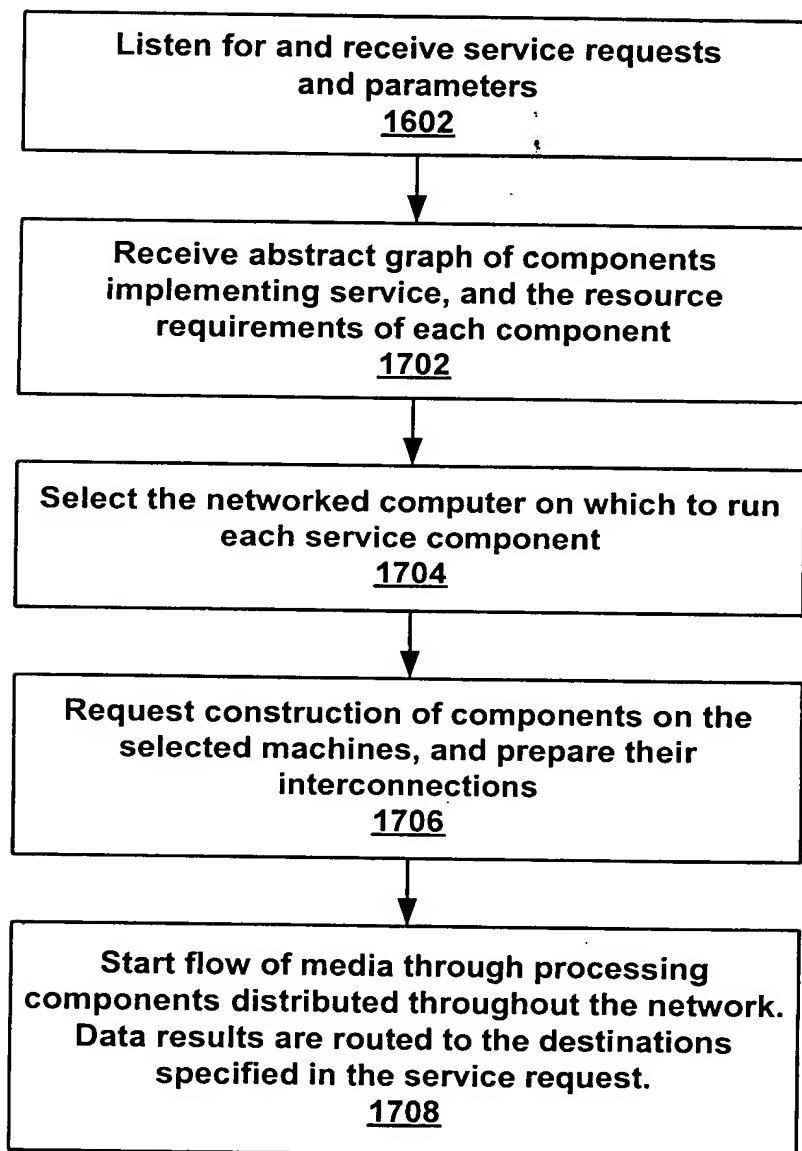 Listen for and receive service requests
and parameters
1602
Receive abstract graph of components
implementing service, and the resource
requirements of each component
1702
Select the networked computer on which to run
each service component
1704
Request construction of components on the
selected machines, and prepare their
interconnections
1706
Start flow of media through processing
components distributed throughout the network.
Data results are routed to the destinations
specified in the service request.
1708